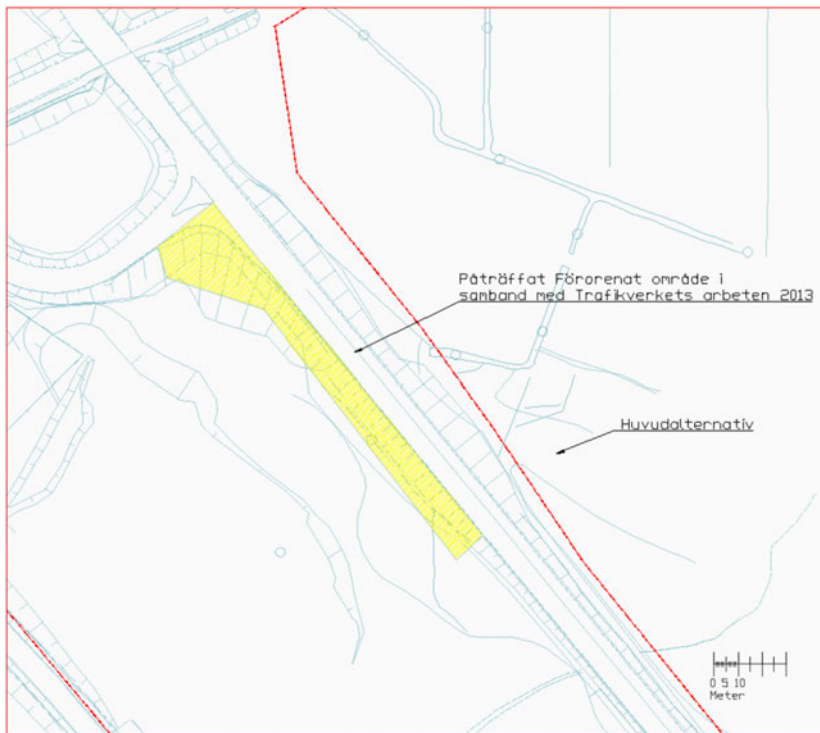 Påträffat Förorenat område i
samband med Trafikverkets arbeten 2013
Huvudalternativ
0 5 10
Meter